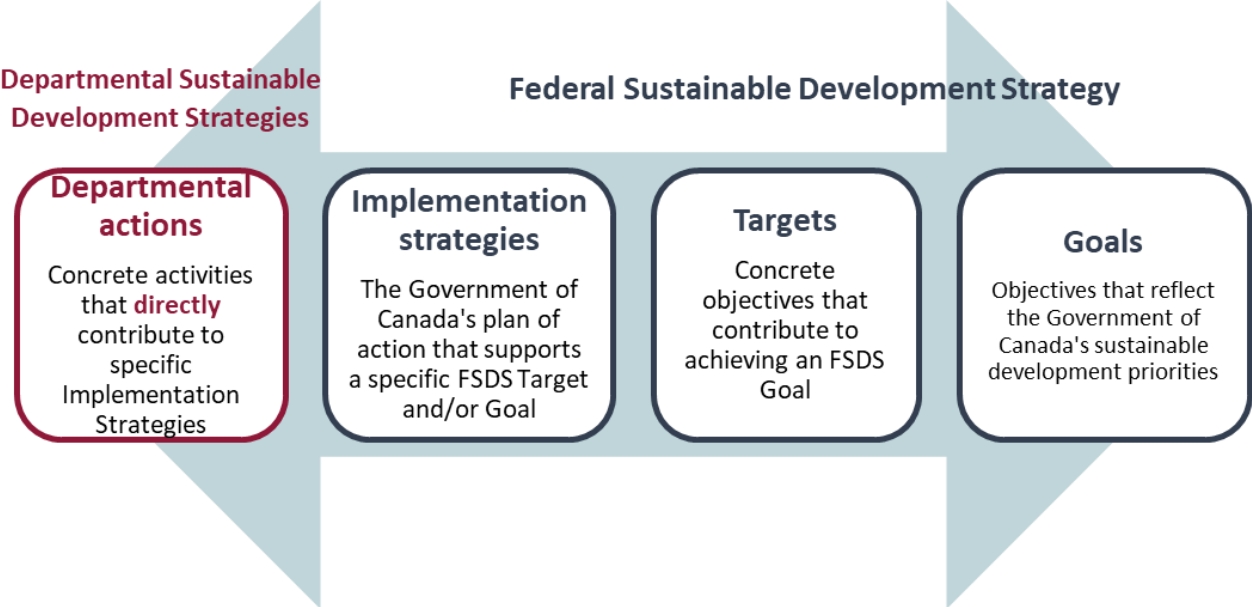 Departmental Sustainable
Development Strategies
Federal Sustainable Development Strategy
Departmental
actions
Concrete activities
that directly
contribute to
specific
Implementation
Strategies
Implementation
strategies
The Government of
Canada's plan of
action that supports
a specific FSDS Target
and/or Goal
Targets
Concrete
objectives that
contribute to
achieving an FSDS
Goal
Goals
Objectives that reflect
the Government of
Canada's sustainable
development priorities